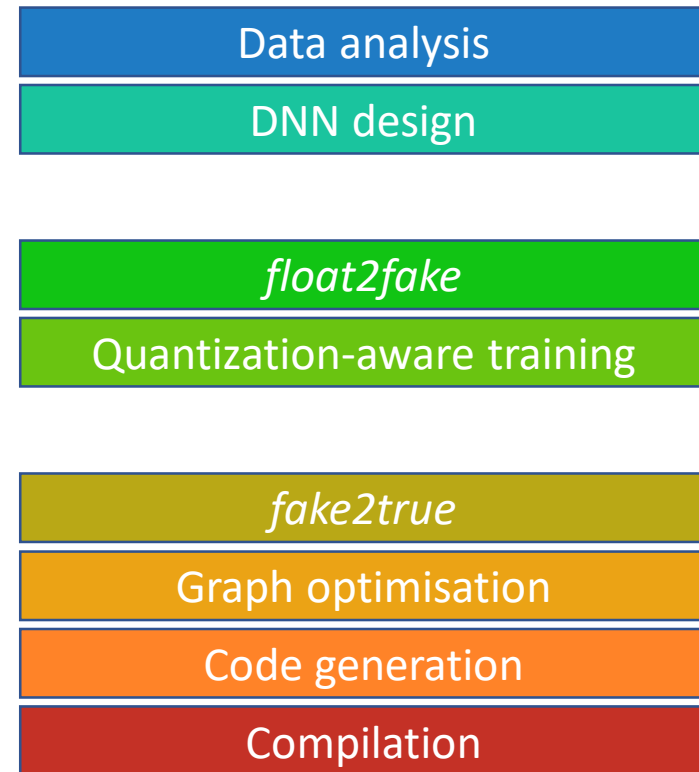 Data analysis
DNN design
float2fake
Quantization-aware training
fake2true
Graph optimisation
Code generation
Compilation